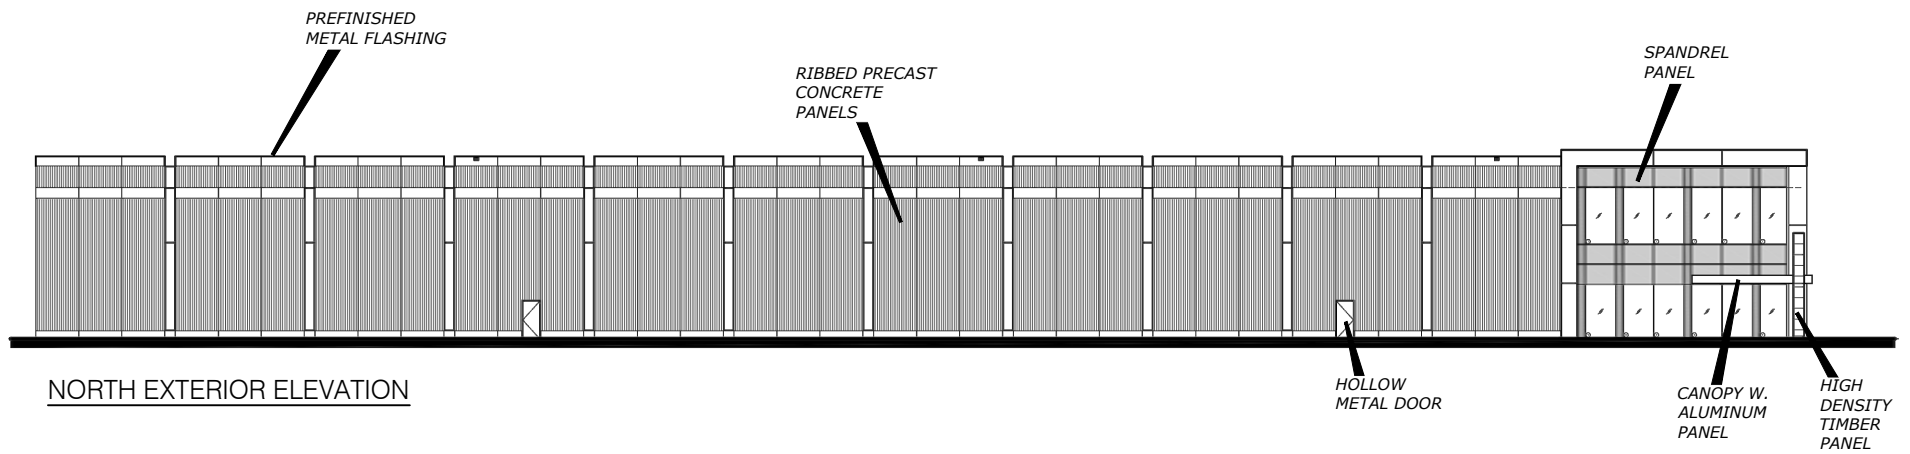 PREFINISHED
METAL FLASHING
RIBBED PRECAST
CONCRETE
PANELS
SPANDREL
PANEL
HOLLOW
METAL DOOR
CANOPY W.
ALUMINUM
PANEL
HIGH
DENSITY
TIMBER
PANEL
NORTH EXTERIOR ELEVATION